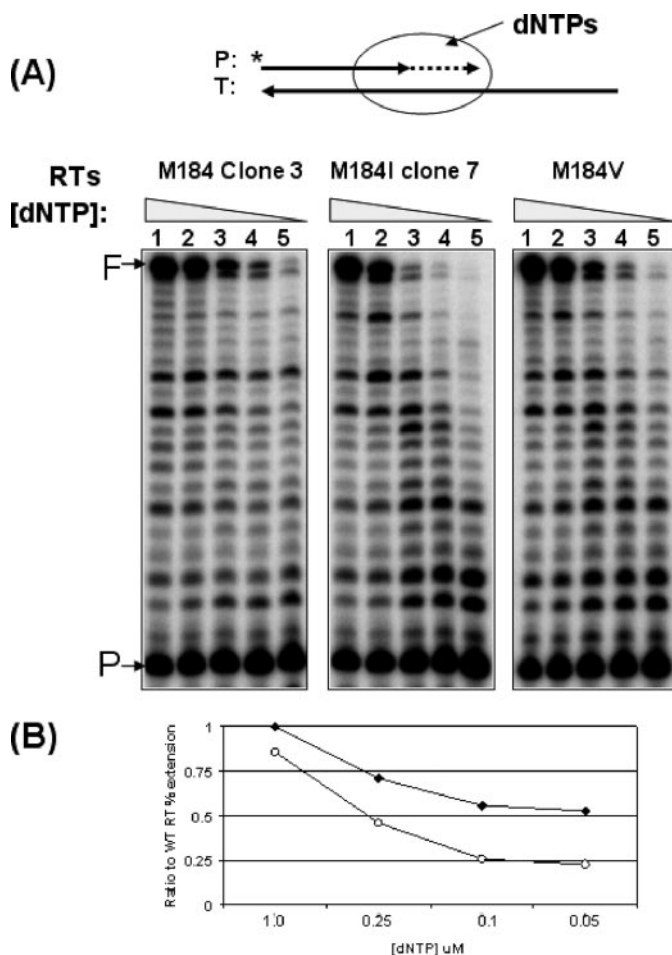 (A)
dNTPs
P: *
T:
RTs M184 Clone 3 M184I clone 7 M184V
[dNTP]:
1 2 3 4 5 1 2 3 4 5 1 2 3 4 5
F
P
(B)
Ratio to WT RT % extension
1
0.75
0.5
0.25
0
1.0 0.25 0.1 0.05
[dNTP] uM